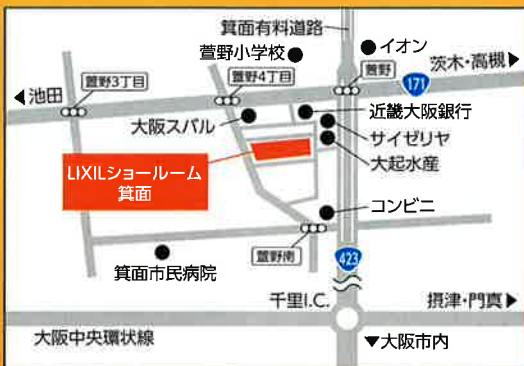 箕面有料道路
萱野小学校
イオン
茨木・高槻
萱野4丁目
萱野
171
萱野3丁目
池田
近畿大阪銀行
大阪スバル
サイゼリヤ
大起水産
LIXILショールーム
箕面
コンビニ
萱野南
423
箕面市民病院
千里I.C.
摂津・門真
大阪中央環状線
▼大阪市内